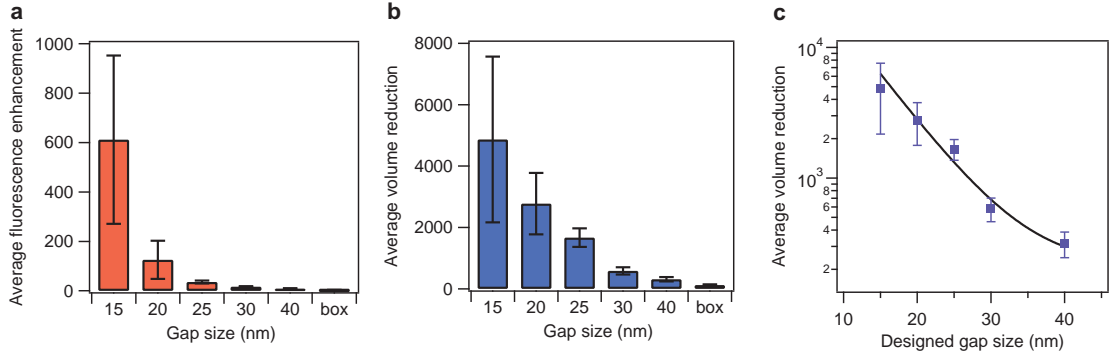 a
Average fluorescence enhancement
1000
800
600
400
200
0
15 20 25 30 40 box
Gap size (nm)
b
Average volume reduction
8000
6000
4000
2000
0
15 20 25 30 40 box
Gap size (nm)
c
Average volume reduction
10^4
8
6
4
2
10^3
8
6
4
2
10 20 30 40
Designed gap size (nm)